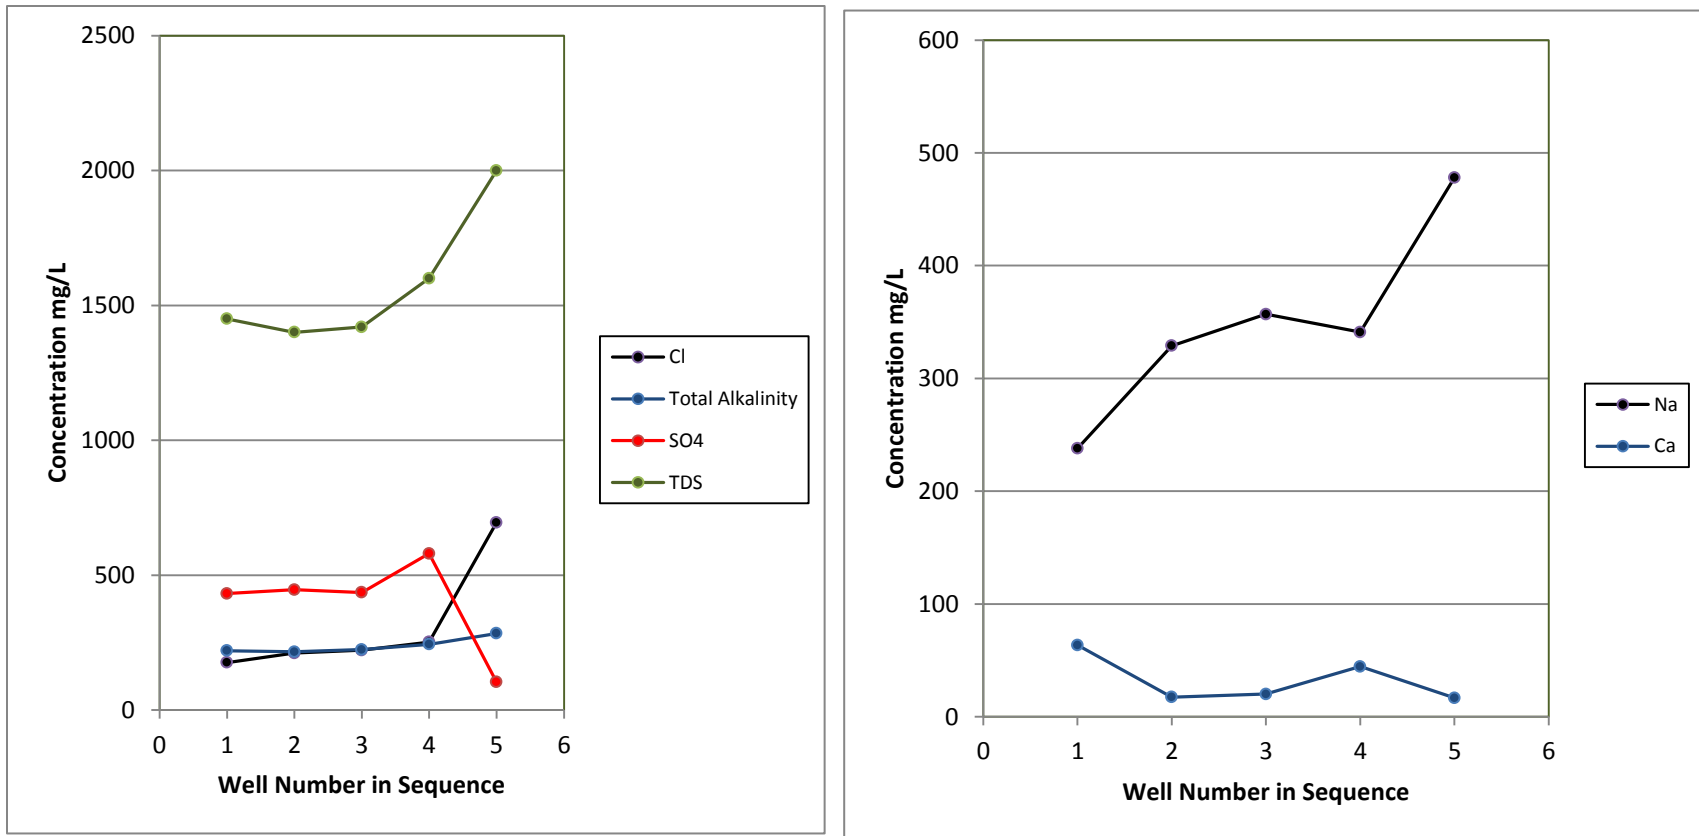 2500
2000
1500
1000
500
0
0 1 2 3 4 5 6
Concentration mg/L
Well Number in Sequence
Cl
Total Alkalinity
SO4
TDS
600
500
400
300
200
100
0
0 1 2 3 4 5 6
Concentration mg/L
Well Number in Sequence
Na
Ca